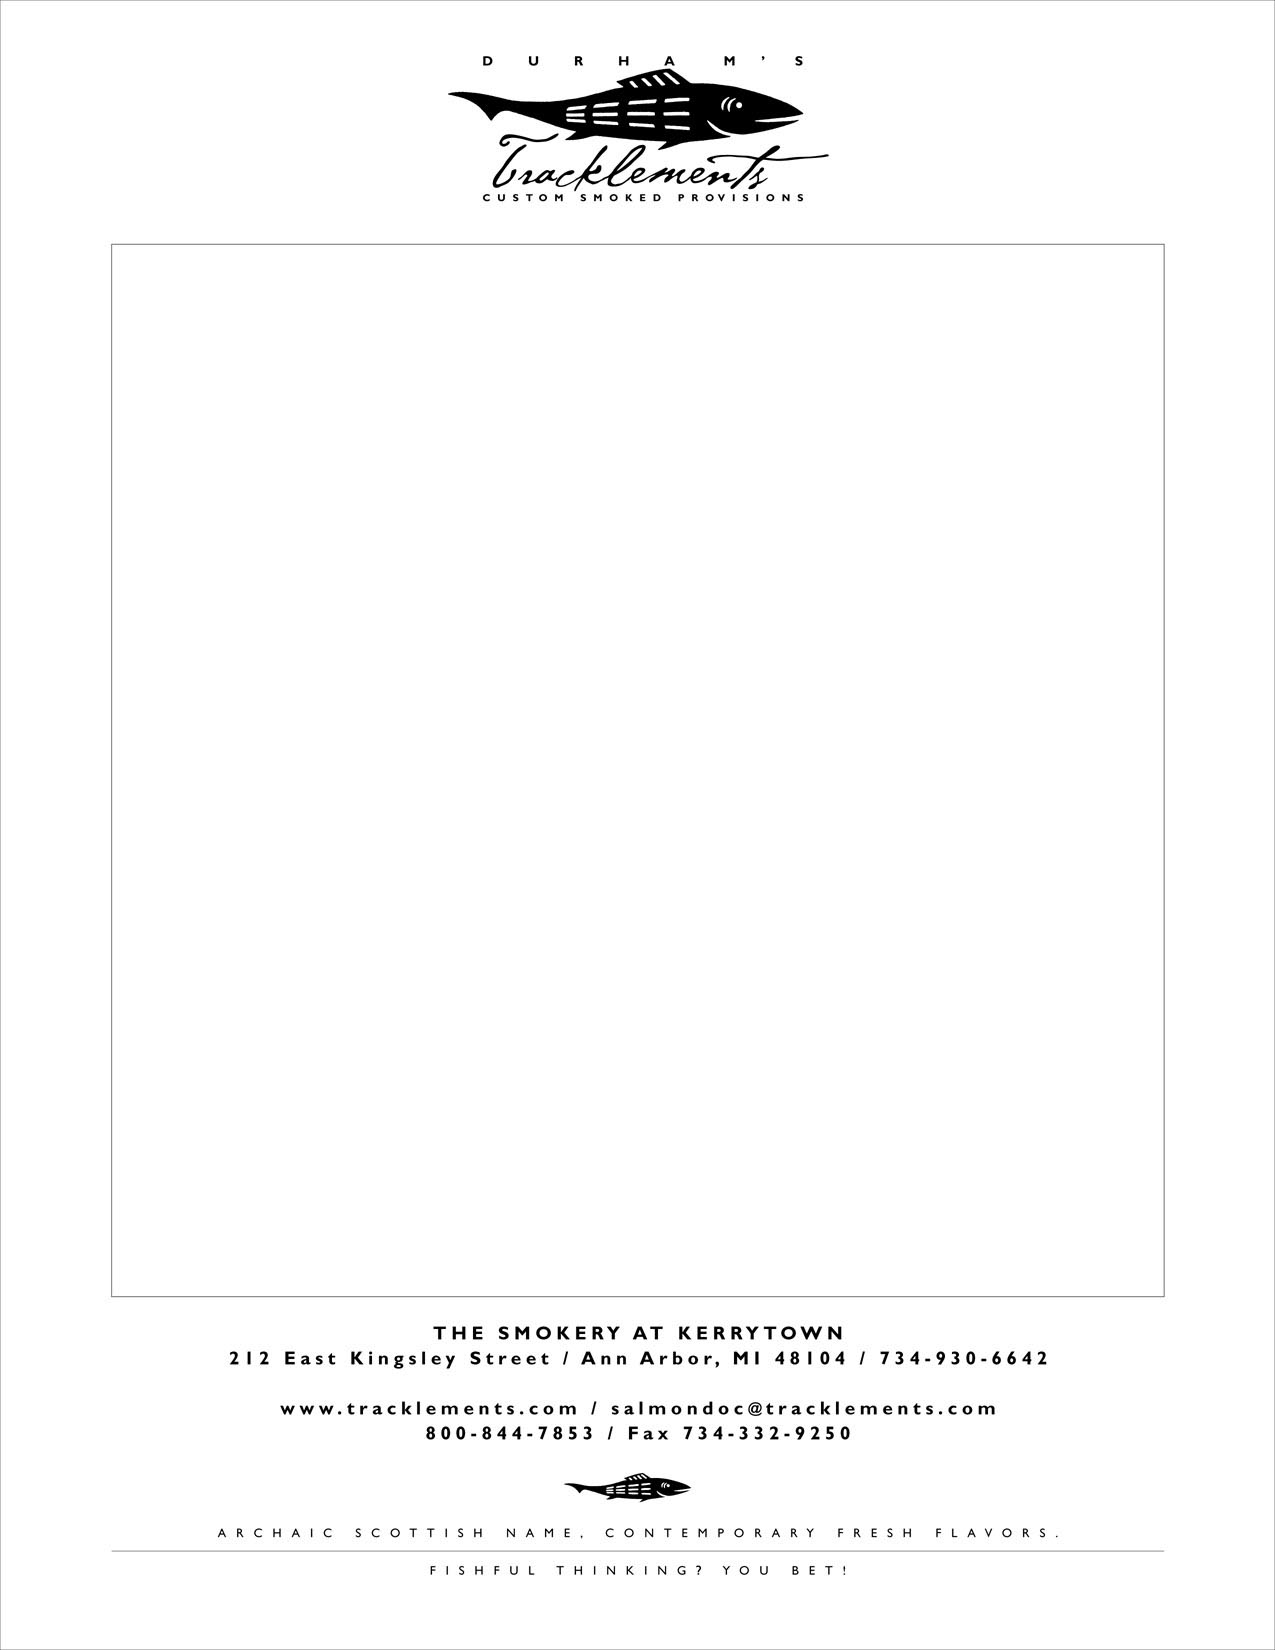 DURHAM'S
Tracklements
CUSTOM SMOKED PROVISIONS
THE SMOKERY AT KERRYTOWN
212 East Kingsley Street / Ann Arbor, MI 48104 / 734-930-6642
www.tracklements.com / salmondoc@tracklements.com
800-844-7853 / Fax 734-332-9250
ARCHAIC SCOTTISH NAME, CONTEMPORARY FRESH FLAVORS.
FISHFUL THINKING? YOU BET!